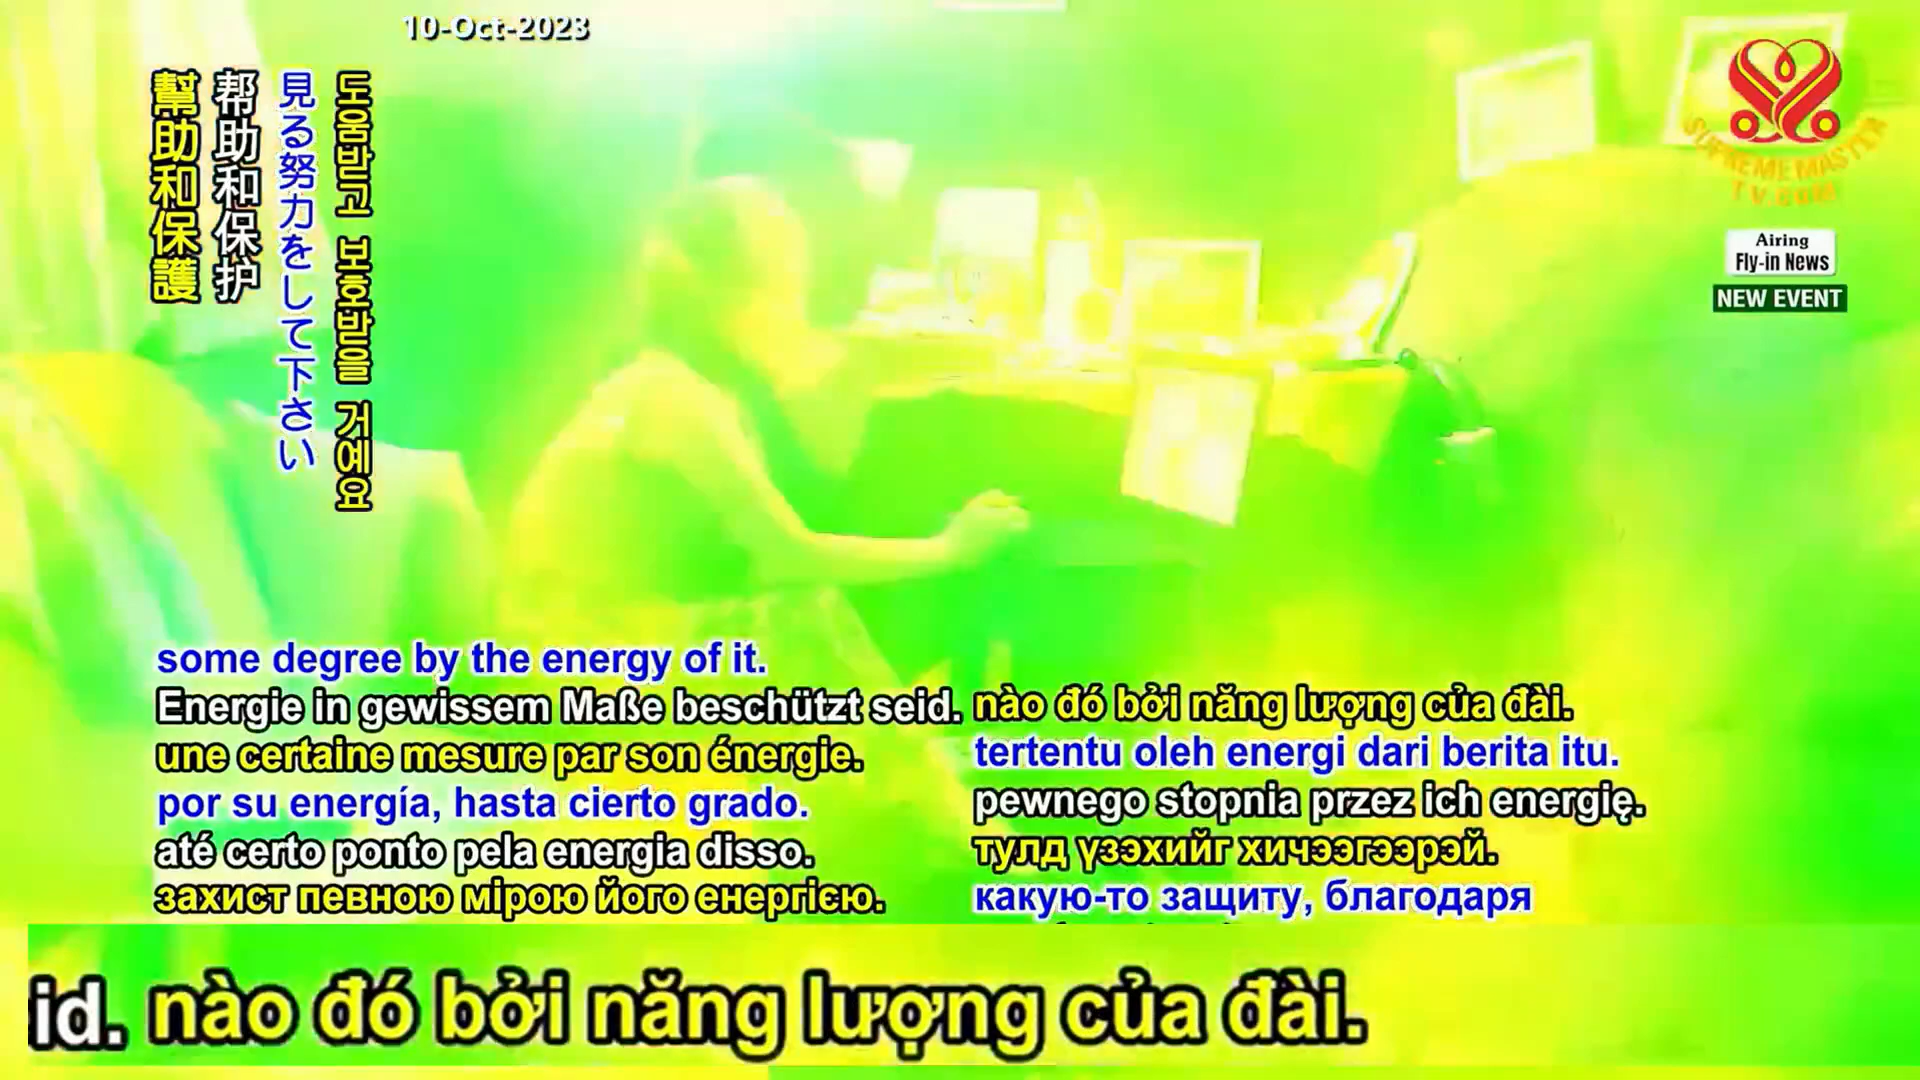 10-Oct-2023
幫助和保護
帮助和保护
見る努力をして下さい
도움받고 보호받을 거예요
SUPREMEMASTER
TV.COM
Airing
Fly-in News
NEW EVENT
some degree by the energy of it.
Energie in gewissem Maße beschützt seid.
une certaine mesure par son énergie.
por su energía, hasta cierto grado.
até certo ponto pela energia disso.
захист певною мірою його енергією.
nào đó bởi năng lượng của đài.
tertentu oleh energi dari berita itu.
pewnego stopnia przez ich energię.
тулд үзэхийг хичээгээрэй.
какую-то защиту, благодаря
id. nào đó bởi năng lượng của đài.